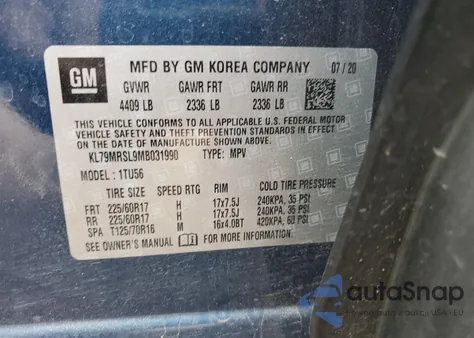 GM
MFD BY GM KOREA COMPANY 07/20
GVWR GAWR FRT GAWR RR
4409 LB 2336 LB 2336 LB
THIS VEHICLE CONFORMS TO ALL APPLICABLE U.S. FEDERAL MOTOR
VEHICLE SAFETY AND THEFT PREVENTION STANDARDS IN EFFECT
ON THE DATE OF MANUFACTURE SHOWN ABOVE.
KL79MRSL9MB031990 TYPE: MPV
MODEL: 1TU56
TIRE SIZE SPEED RTG RIM COLD TIRE PRESSURE
FRT 225/60R17 H 17x7.5J 240KPA, 35 PSI
RR 225/60R17 H 17x7.5J 240KPA, 35 PSI
SPA T125/70R16 M 16x4.0BT 420KPA, 60 PSI
SEE OWNER'S MANUAL FOR MORE INFORMATION.
autoSnap